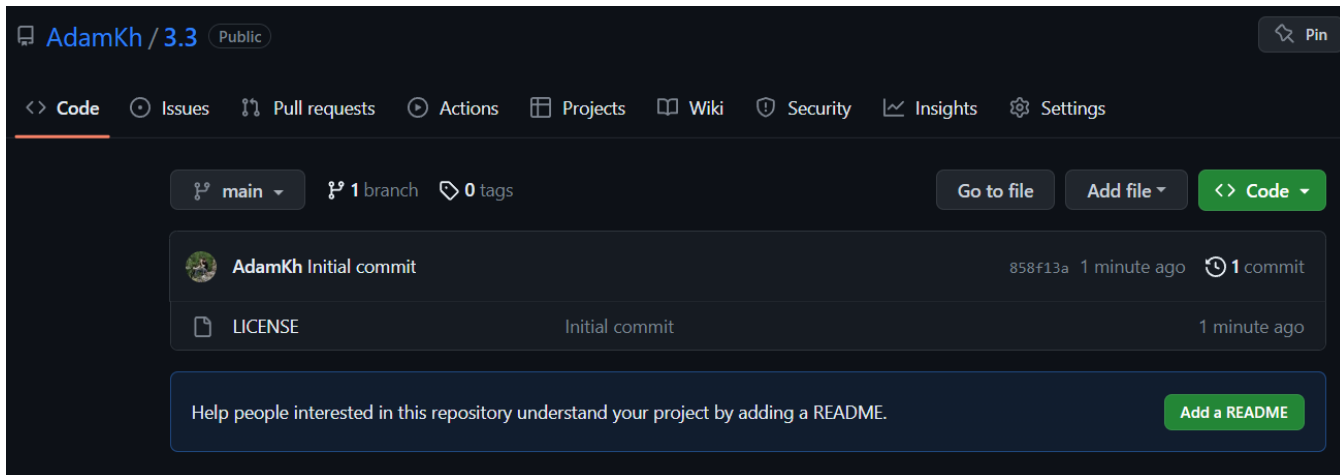 AdamKh / 3.3 Public Pin
Code Issues Pull requests Actions Projects Wiki Security Insights Settings
main 1 branch 0 tags Go to file Add file Code
AdamKh Initial commit 858f13a 1 minute ago 1 commit
LICENSE Initial commit 1 minute ago
Help people interested in this repository understand your project by adding a README. Add a README